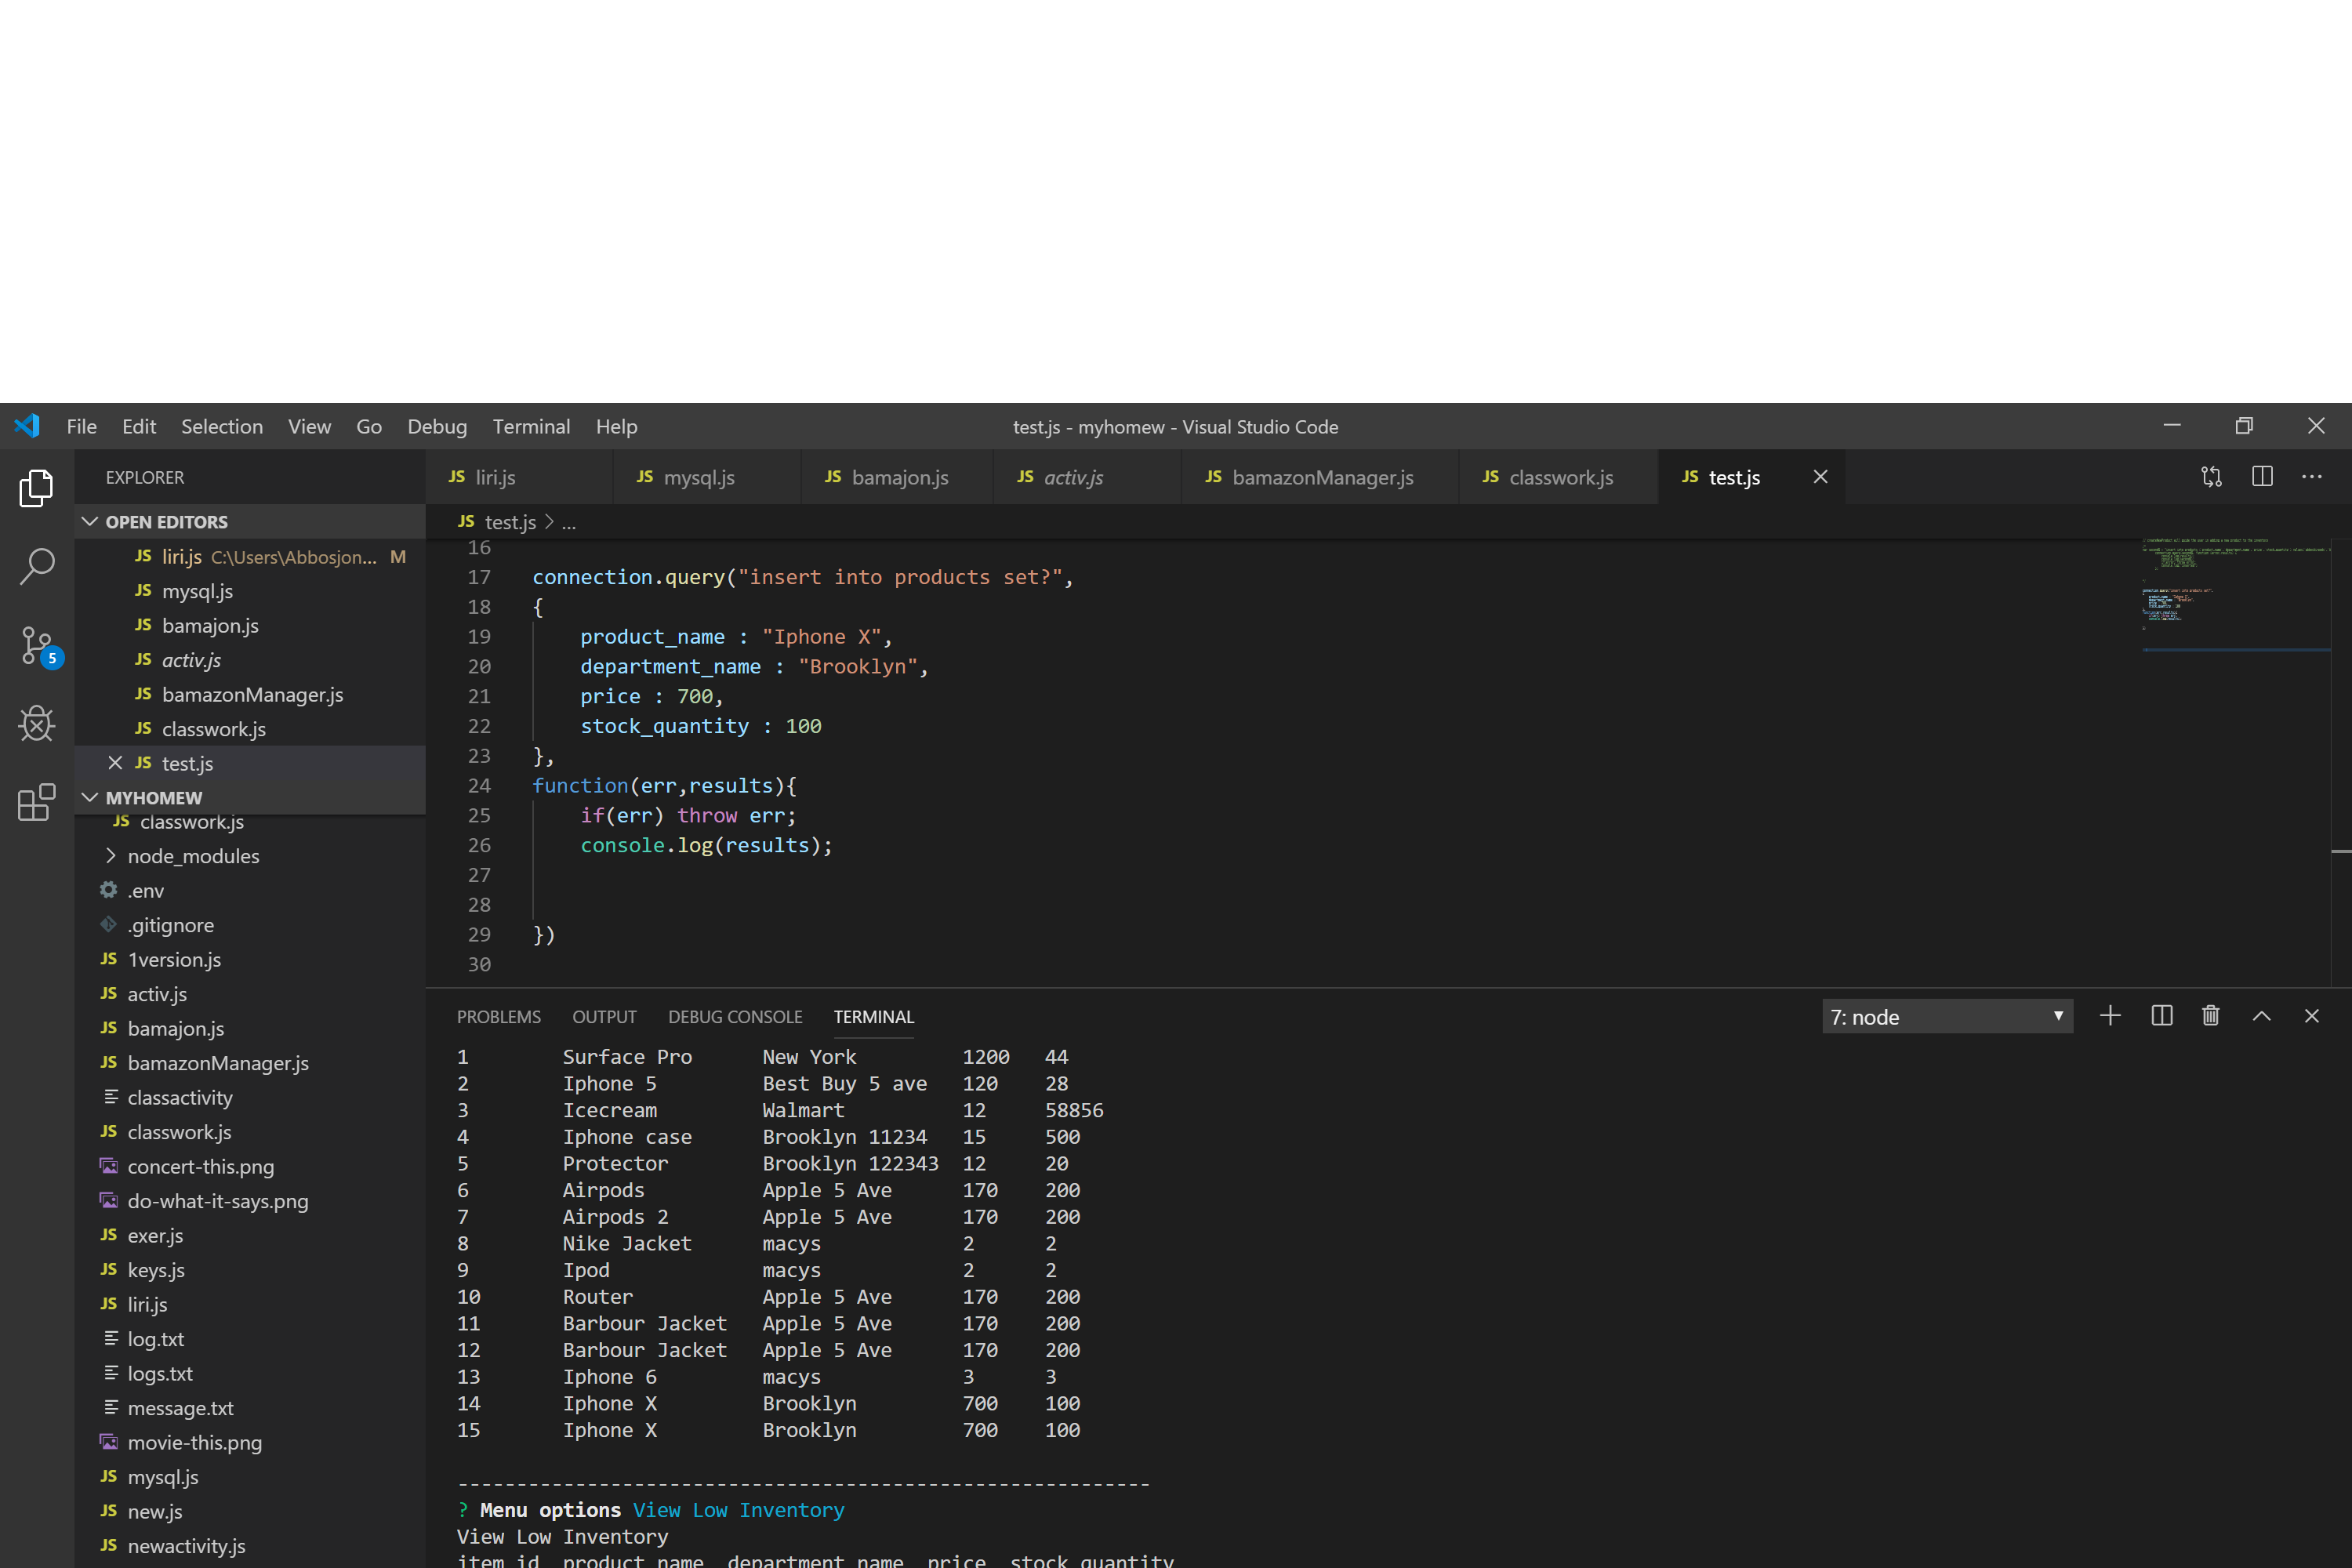 File Edit Selection View Go Debug Terminal Help
test.js - myhomew - Visual Studio Code
EXPLORER
OPEN EDITORS
JS liri.js C:\Users\Abbosjon... M
JS mysql.js
JS bamajon.js
JS activ.js
JS bamazonManager.js
JS classwork.js
JS test.js
5
MYHOMEW
JS classwork.js
node_modules
.env
.gitignore
JS 1version.js
JS activ.js
JS bamajon.js
JS bamazonManager.js
classactivity
JS classwork.js
concert-this.png
do-what-it-says.png
JS exer.js
JS keys.js
JS liri.js
log.txt
logs.txt
message.txt
movie-this.png
JS mysql.js
JS new.js
JS newactivity.js
JS liri.js JS mysql.js JS bamajon.js JS activ.js JS bamazonManager.js JS classwork.js JS test.js
JS test.js > ...
16
17 connection.query("insert into products set?",
18 {
19 product_name : "Iphone X",
20 department_name : "Brooklyn",
21 price : 700,
22 stock_quantity : 100
23 },
24 function(err,results){
25 if(err) throw err;
26 console.log(results);
27
28
29 })
30
PROBLEMS OUTPUT DEBUG CONSOLE TERMINAL 7: node
1 Surface Pro New York 1200 44
2 Iphone 5 Best Buy 5 ave 120 28
3 Icecream Walmart 12 58856
4 Iphone case Brooklyn 11234 15 500
5 Protector Brooklyn 122343 12 20
6 Airpods Apple 5 Ave 170 200
7 Airpods 2 Apple 5 Ave 170 200
8 Nike Jacket macys 2 2
9 Ipod macys 2 2
10 Router Apple 5 Ave 170 200
11 Barbour Jacket Apple 5 Ave 170 200
12 Barbour Jacket Apple 5 Ave 170 200
13 Iphone 6 macys 3 3
14 Iphone X Brooklyn 700 100
15 Iphone X Brooklyn 700 100
-----------------------------------------------------------
? Menu options View Low Inventory
View Low Inventory
item_id product_name department_name price stock_quantity